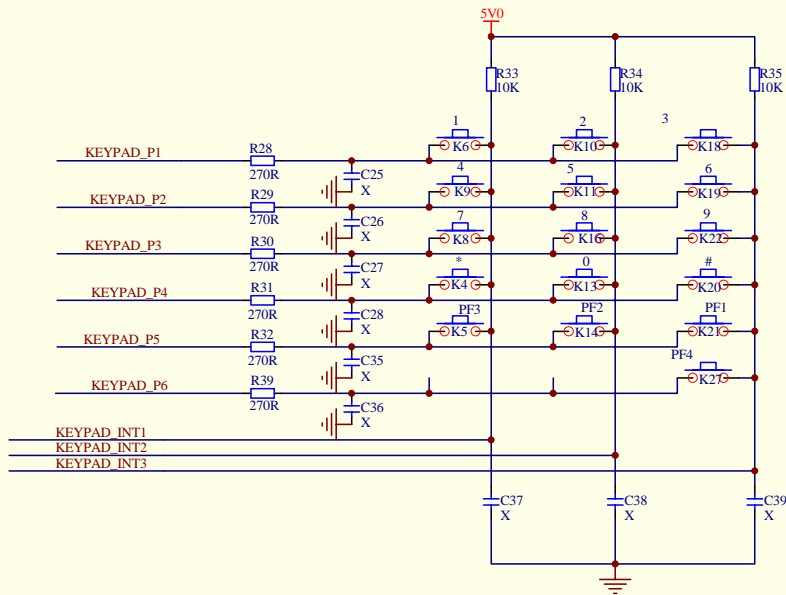 5V0
R33
10K
R34
10K
R35
10K
1
2
3
K6
K10
K18
KEYPAD_P1
R28
270R
C25
X
4
5
6
K9
K11
K19
KEYPAD_P2
R29
270R
C26
X
7
8
9
K8
K16
K22
KEYPAD_P3
R30
270R
C27
X
*
0
#
K4
K13
K20
KEYPAD_P4
R31
270R
C28
X
PF3
PF2
PF1
K5
K14
K21
KEYPAD_P5
R32
270R
C35
X
PF4
K27
KEYPAD_P6
R39
270R
C36
X
KEYPAD_INT1
KEYPAD_INT2
KEYPAD_INT3
C37
X
C38
X
C39
X